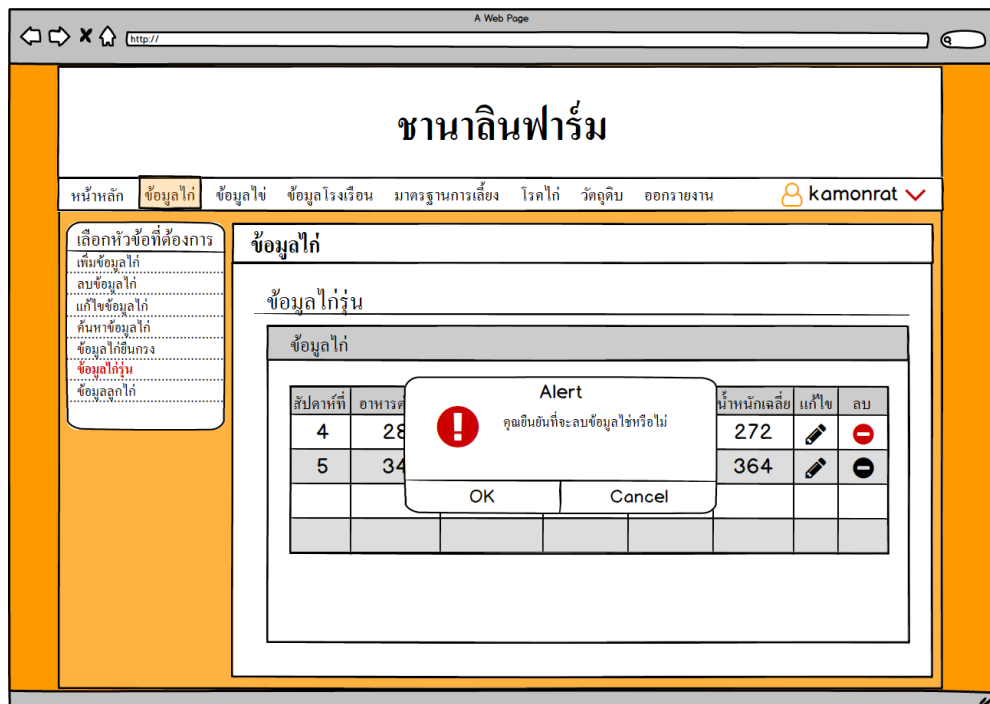 A Web Page
http://
ชานาลินฟาร์ม
หน้าหลัก ข้อมูลไก่ ข้อมูลไข่ ข้อมูลโรงเรือน มาตรฐานการเลี้ยง โรคไก่ วัตถุดิบ ออกรายงาน kamonrat
เลือกหัวข้อที่ต้องการ
เพิ่มข้อมูลไก่
ลบข้อมูลไก่
แก้ไขข้อมูลไก่
ค้นหาข้อมูลไก่
ข้อมูลไก่ยืนกรง
ข้อมูลไก่รุ่น
ข้อมูลลูกไก่
ข้อมูลไก่
ข้อมูลไก่รุ่น
ข้อมูลไก่
สัปดาห์ที่ น้ำหนักเฉลี่ย แก้ไข ลบ
4 28 272
5 34 364
Alert
คุณยืนยันที่จะลบข้อมูลใช่หรือไม่
OK Cancel